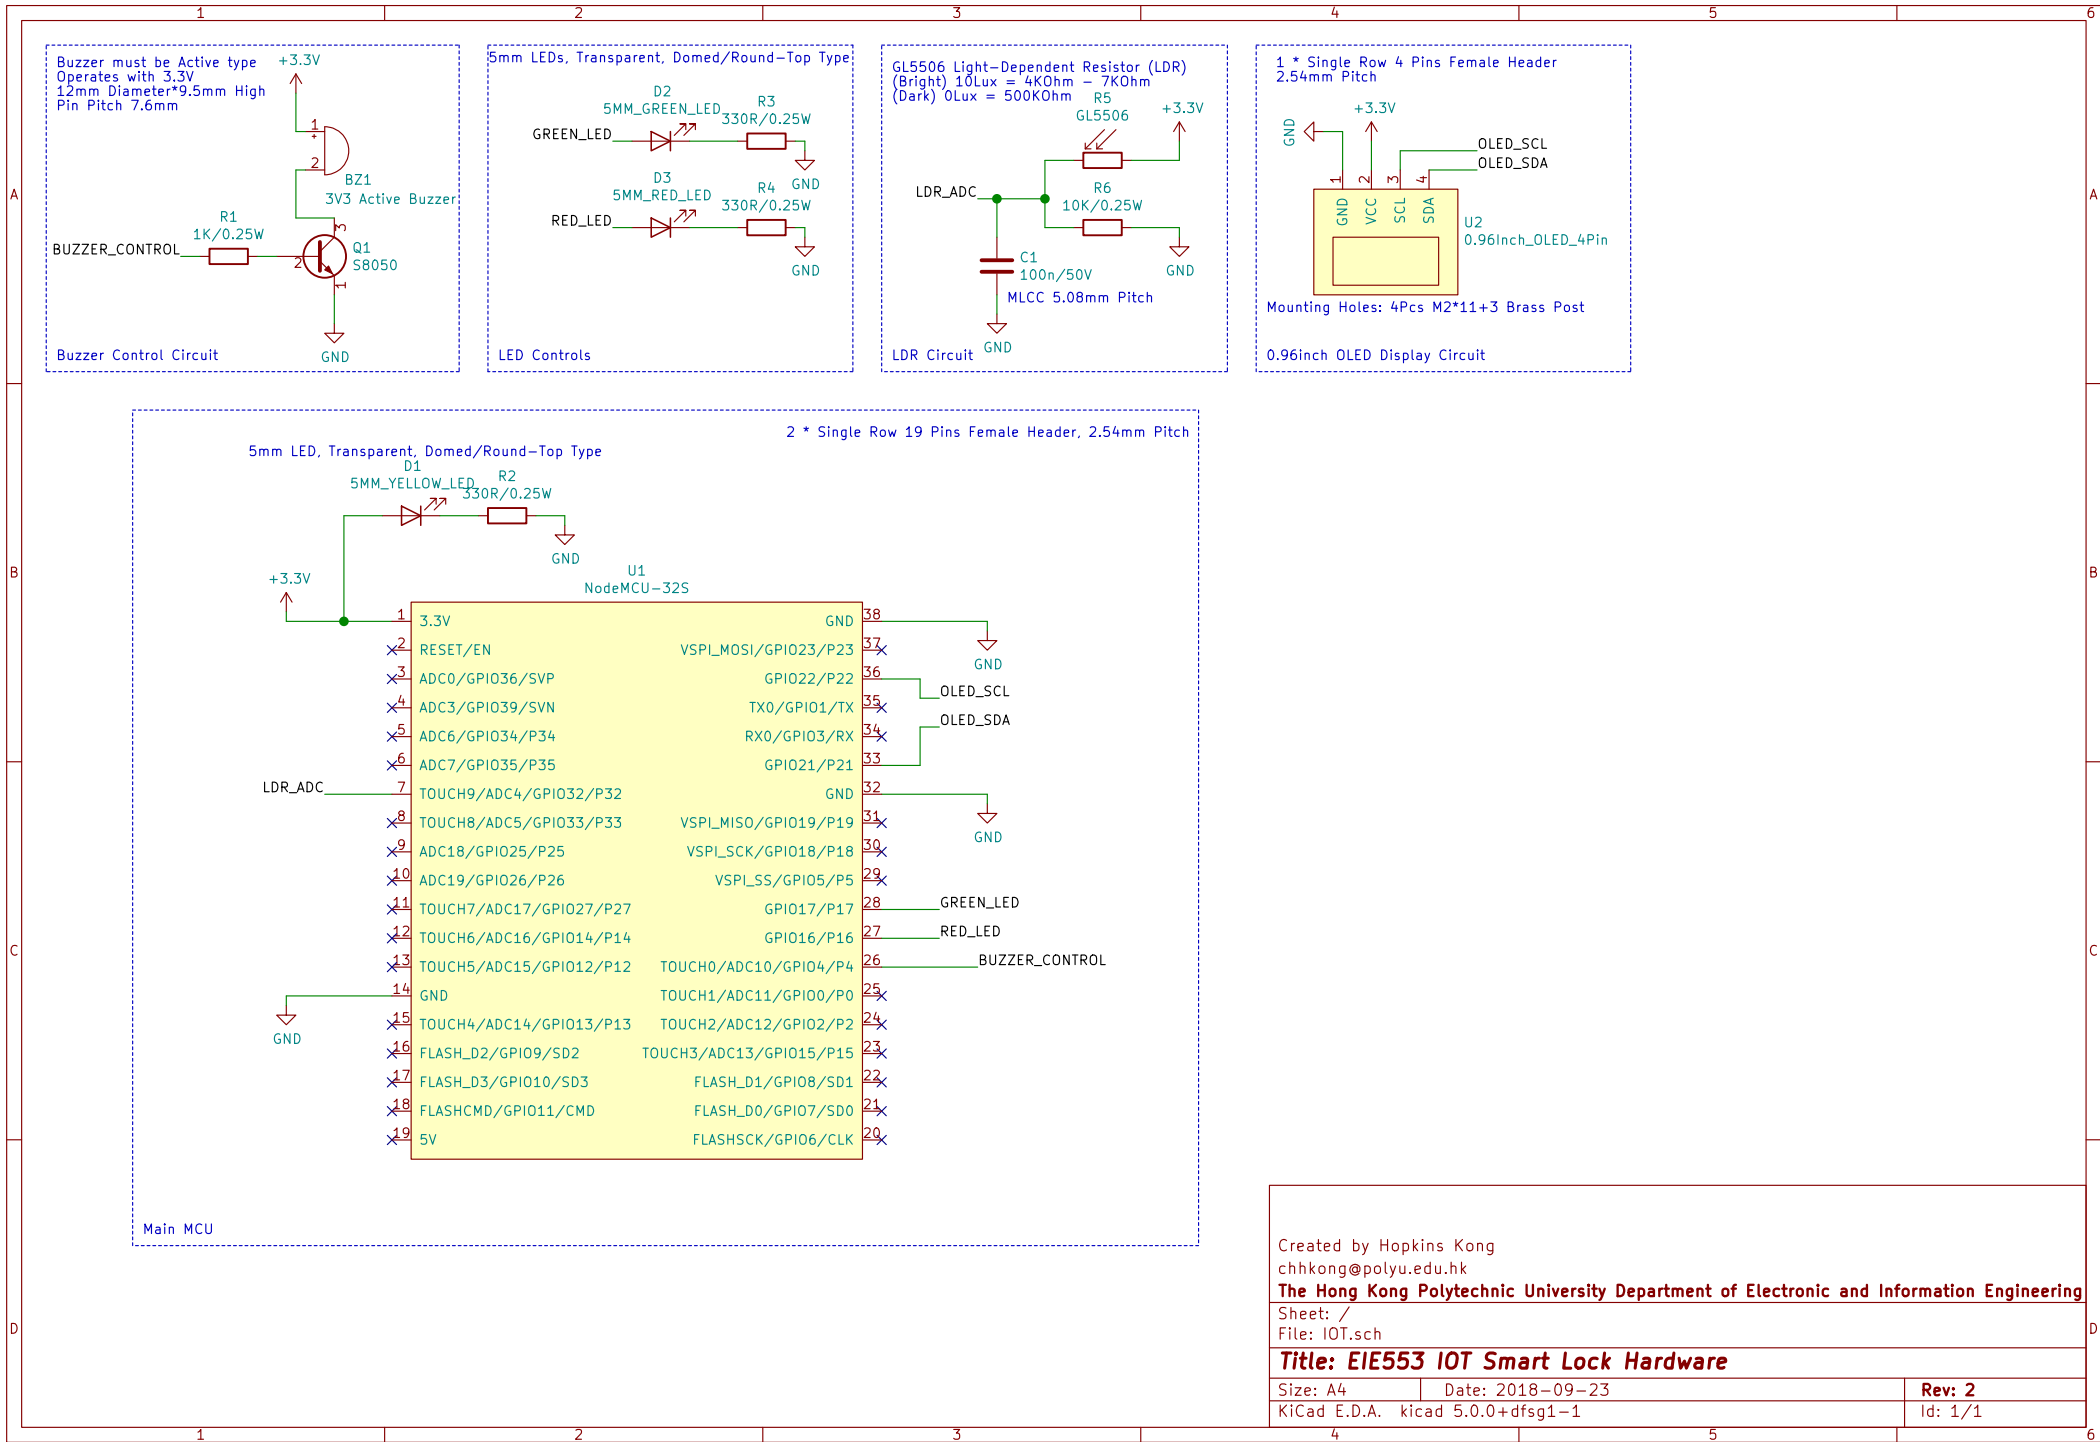 1 2 3 4 5 6
Buzzer must be Active type
Operates with 3.3V
12mm Diameter*9.5mm High
Pin Pitch 7.6mm
+3.3V
1
+
2
BZ1
3V3 Active Buzzer
R1
1K/0.25W
BUZZER_CONTROL
3
2
Q1
S8050
1
GND
Buzzer Control Circuit
5mm LEDs, Transparent, Domed/Round-Top Type
D2
5MM_GREEN_LED
R3
330R/0.25W
GREEN_LED
GND
D3
5MM_RED_LED
R4
330R/0.25W
RED_LED
GND
LED Controls
GL5506 Light-Dependent Resistor (LDR)
(Bright) 10Lux = 4KOhm - 7KOhm
(Dark) 0Lux = 500KOhm
R5
GL5506
+3.3V
LDR_ADC
R6
10K/0.25W
GND
C1
100n/50V
MLCC 5.08mm Pitch
GND
LDR Circuit
1 * Single Row 4 Pins Female Header
2.54mm Pitch
+3.3V
GND
OLED_SCL
OLED_SDA
1 2 3 4
GND VCC SCL SDA
U2
0.96Inch_OLED_4Pin
Mounting Holes: 4Pcs M2*11+3 Brass Post
0.96inch OLED Display Circuit
A A
B B
C C
D D
2 * Single Row 19 Pins Female Header, 2.54mm Pitch
5mm LED, Transparent, Domed/Round-Top Type
D1
5MM_YELLOW_LED
R2
330R/0.25W
GND
+3.3V
U1
NodeMCU-32S
1 3.3V GND 38
GND
2 RESET/EN VSPI_MOSI/GPIO23/P23 37
3 ADC0/GPIO36/SVP GPIO22/P22 36
OLED_SCL
4 ADC3/GPIO39/SVN TX0/GPIO1/TX 35
OLED_SDA
5 ADC6/GPIO34/P34 RX0/GPIO3/RX 34
6 ADC7/GPIO35/P35 GPIO21/P21 33
LDR_ADC 7 TOUCH9/ADC4/GPIO32/P32 GND 32
GND
8 TOUCH8/ADC5/GPIO33/P33 VSPI_MISO/GPIO19/P19 31
9 ADC18/GPIO25/P25 VSPI_SCK/GPIO18/P18 30
10 ADC19/GPIO26/P26 VSPI_SS/GPIO5/P5 29
11 TOUCH7/ADC17/GPIO27/P27 GPIO17/P17 28 GREEN_LED
12 TOUCH6/ADC16/GPIO14/P14 GPIO16/P16 27 RED_LED
13 TOUCH5/ADC15/GPIO12/P12 TOUCH0/ADC10/GPIO4/P4 26 BUZZER_CONTROL
14 GND TOUCH1/ADC11/GPIO0/P0 25
GND
15 TOUCH4/ADC14/GPIO13/P13 TOUCH2/ADC12/GPIO2/P2 24
16 FLASH_D2/GPIO9/SD2 TOUCH3/ADC13/GPIO15/P15 23
17 FLASH_D3/GPIO10/SD3 FLASH_D1/GPIO8/SD1 22
18 FLASHCMD/GPIO11/CMD FLASH_D0/GPIO7/SD0 21
19 5V FLASHSCK/GPIO6/CLK 20
Main MCU
Created by Hopkins Kong
chhkong@polyu.edu.hk
The Hong Kong Polytechnic University Department of Electronic and Information Engineering
Sheet: /
File: IOT.sch
Title: EIE553 IOT Smart Lock Hardware
Size: A4 Date: 2018-09-23 Rev: 2
KiCad E.D.A. kicad 5.0.0+dfsg1-1 Id: 1/1
1 2 3 4 5 6